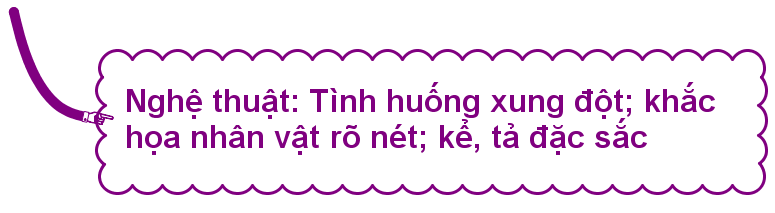 Nghệ thuật: Tình huống xung đột; khắc
họa nhân vật rõ nét; kể, tả đặc sắc